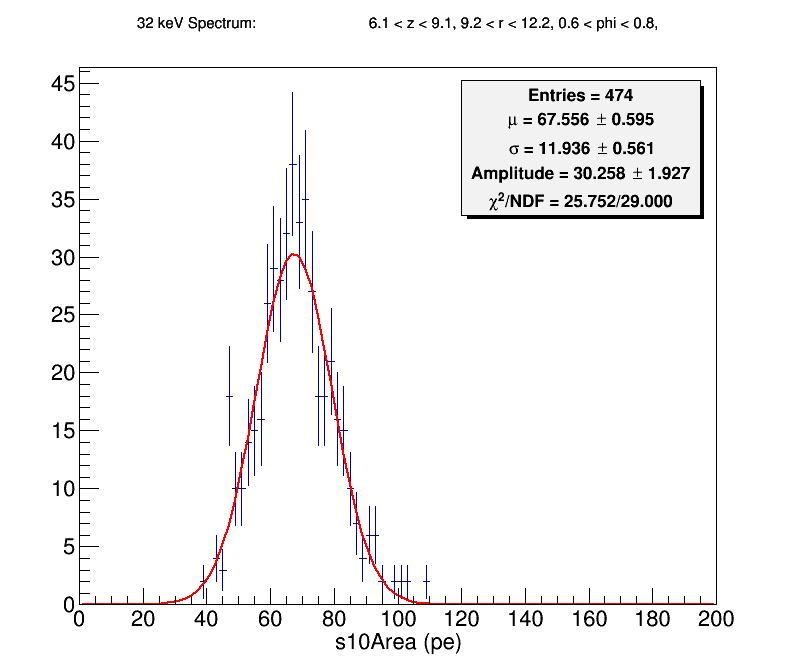 32 keV Spectrum: 6.1 < z < 9.1, 9.2 < r < 12.2, 0.6 < phi < 0.8,
Entries = 474
μ = 67.556 ± 0.595
σ = 11.936 ± 0.561
Amplitude = 30.258 ± 1.927
χ²/NDF = 25.752/29.000
45
40
35
30
25
20
15
10
5
0
0 20 40 60 80 100 120 140 160 180 200
s10Area (pe)